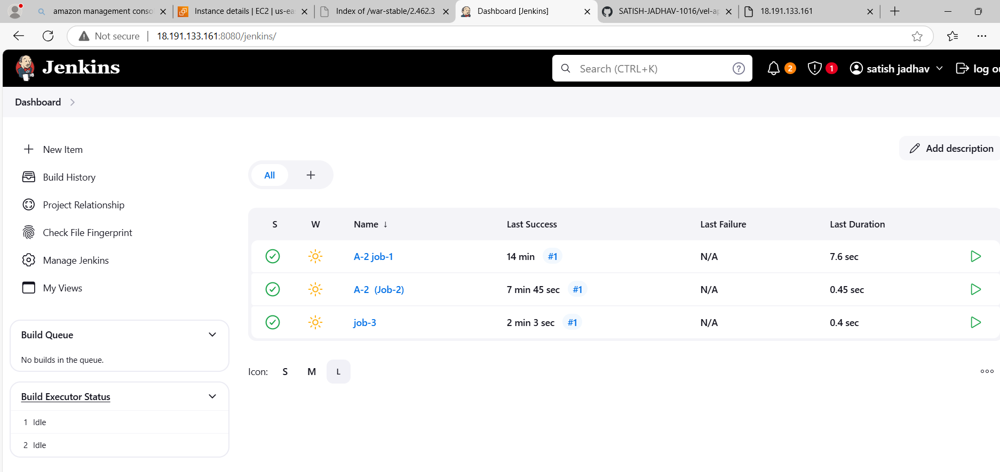 amazon management conso
Instance details | EC2 | us-eas
Index of /war-stable/2.462.3
Dashboard [Jenkins]
SATISH-JADHAV-1016/vel-ap
18.191.133.161
Not secure
18.191.133.161:8080/jenkins/
Jenkins
Search (CTRL+K)
2
1
satish jadhav
log ou
Dashboard
New Item
Build History
Project Relationship
Check File Fingerprint
Manage Jenkins
My Views
Build Queue
No builds in the queue.
Build Executor Status
1 Idle
2 Idle
Add description
All
S W Name ↓ Last Success Last Failure Last Duration
A-2 job-1 14 min #1 N/A 7.6 sec
A-2 (Job-2) 7 min 45 sec #1 N/A 0.45 sec
job-3 2 min 3 sec #1 N/A 0.4 sec
Icon: S M L